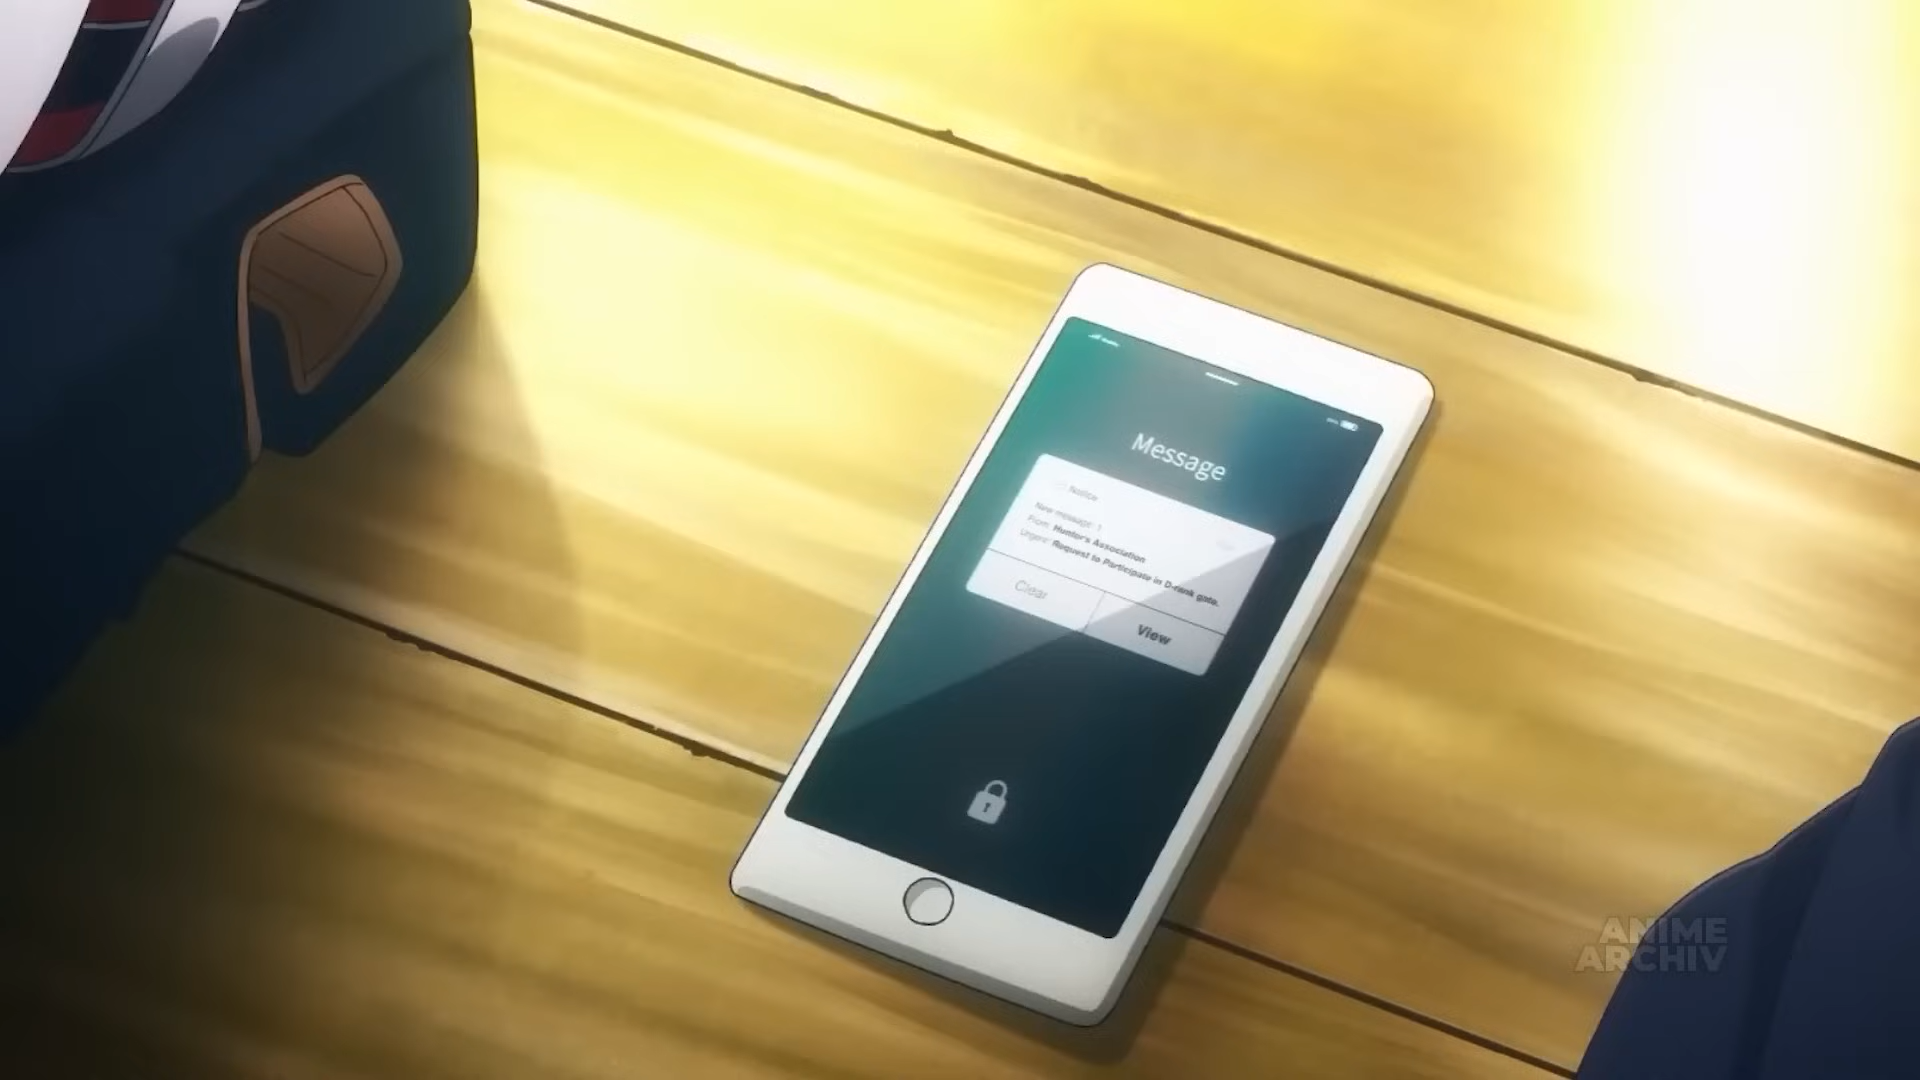 Message
Notice
New message: 1
From: Hunter's Association
Urgent: Request to Participate in D-rank gate.
Clear
View
ANIME
ARCHIV